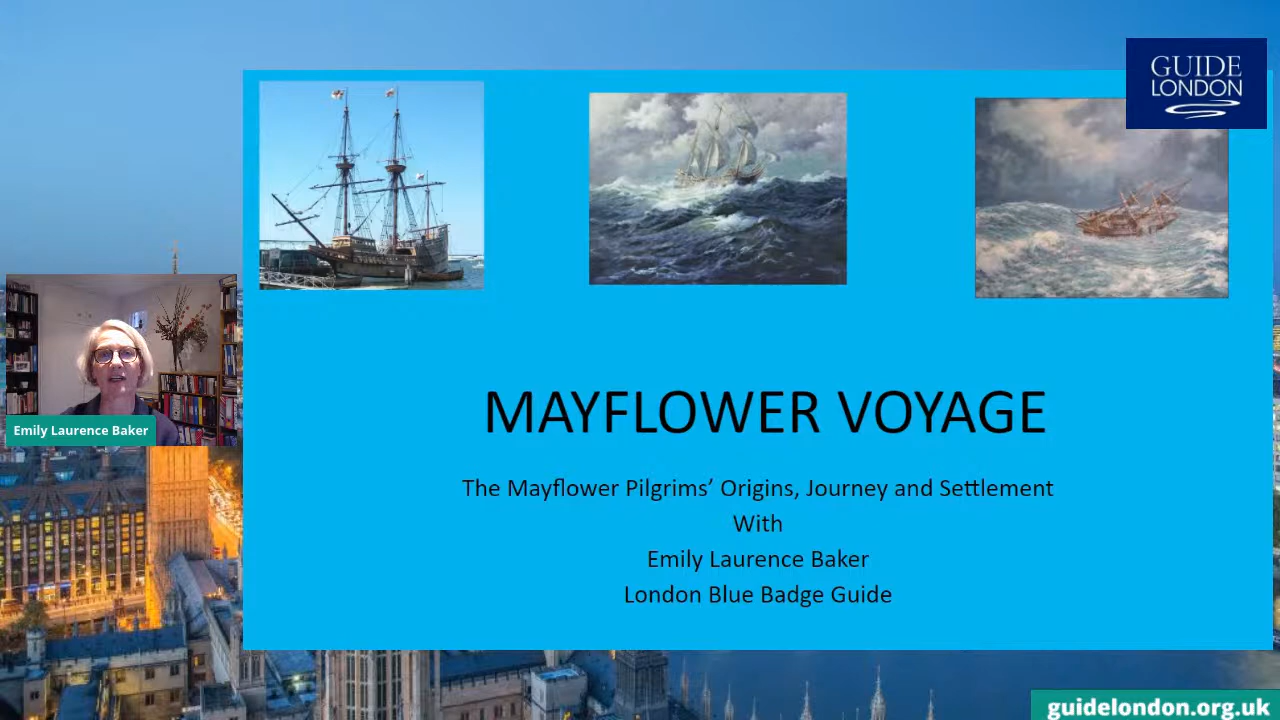 GUIDE
LONDON
Emily Laurence Baker
MAYFLOWER VOYAGE
The Mayflower Pilgrims’ Origins, Journey and Settlement
With
Emily Laurence Baker
London Blue Badge Guide
guidelondon.org.uk